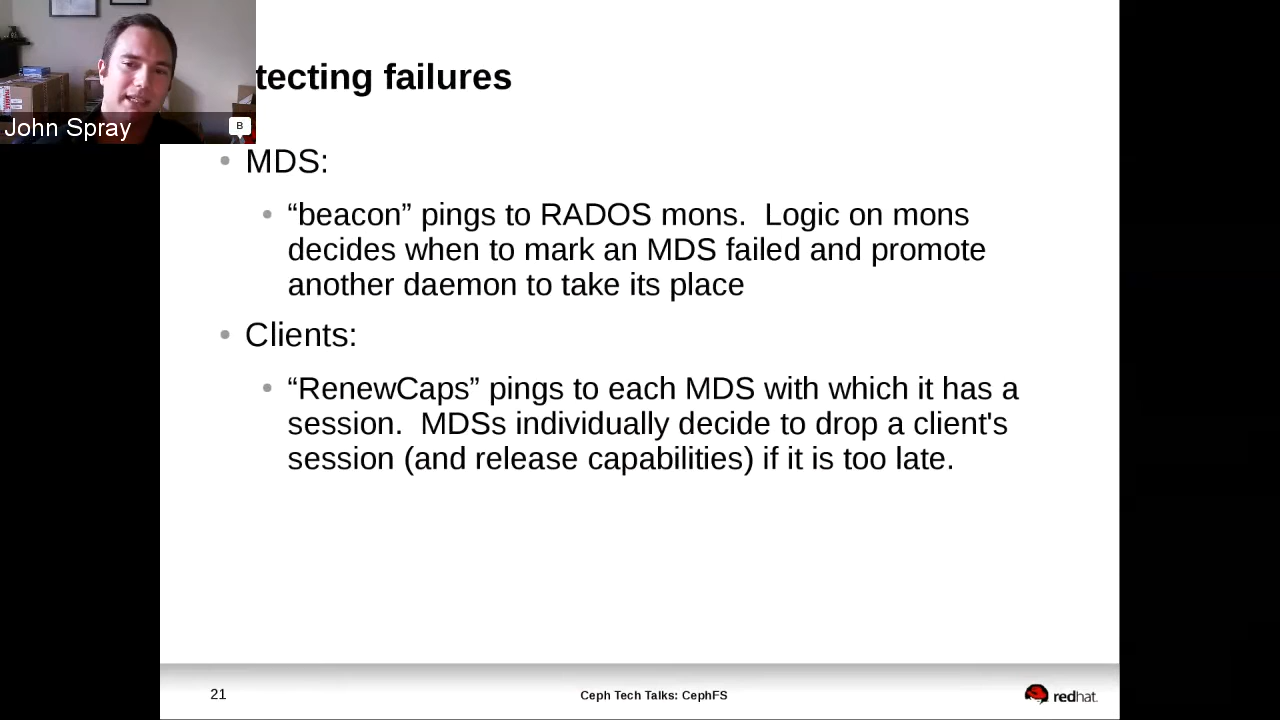 tecting failures
John Spray
B
• MDS:
• “beacon” pings to RADOS mons.  Logic on mons
decides when to mark an MDS failed and promote
another daemon to take its place
• Clients:
• “RenewCaps” pings to each MDS with which it has a
session.  MDSs individually decide to drop a client's
session (and release capabilities) if it is too late.
21
Ceph Tech Talks: CephFS
redhat.